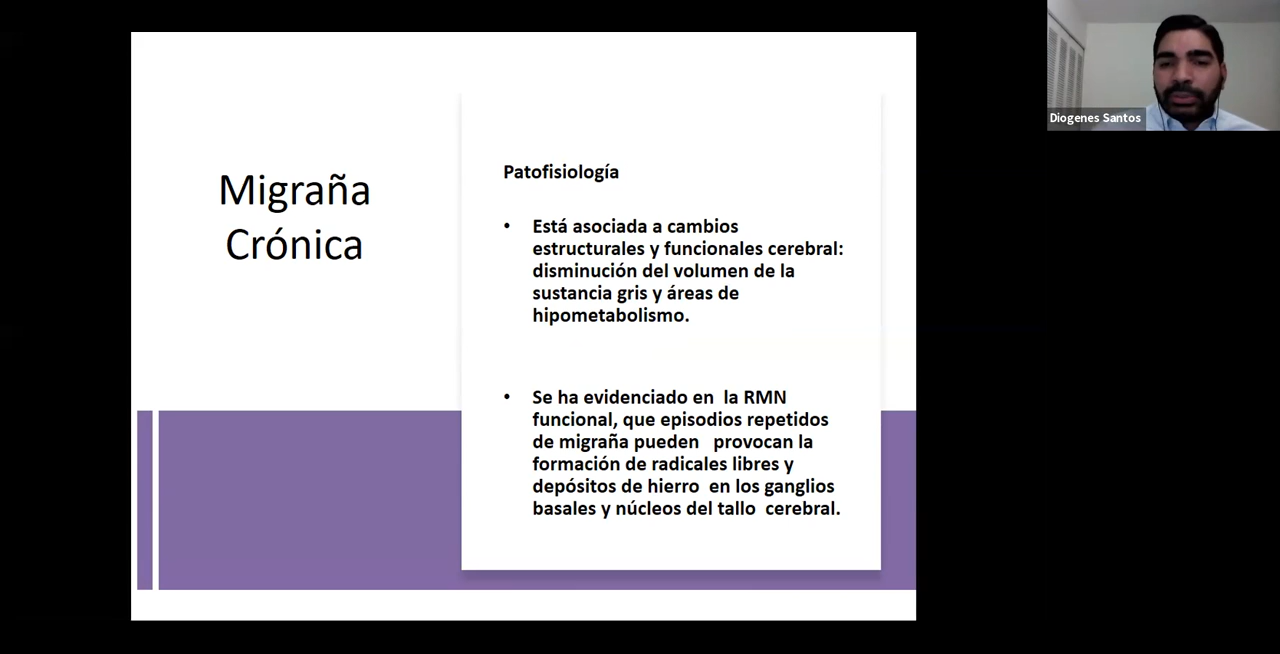 Migraña
Crónica
Patofisiología
• Está asociada a cambios
estructurales y funcionales cerebral:
disminución del volumen de la
sustancia gris y áreas de
hipometabolismo.
• Se ha evidenciado en  la RMN
funcional, que episodios repetidos
de migraña pueden   provocan la
formación de radicales libres y
depósitos de hierro  en los ganglios
basales y núcleos del tallo  cerebral.
Diogenes Santos